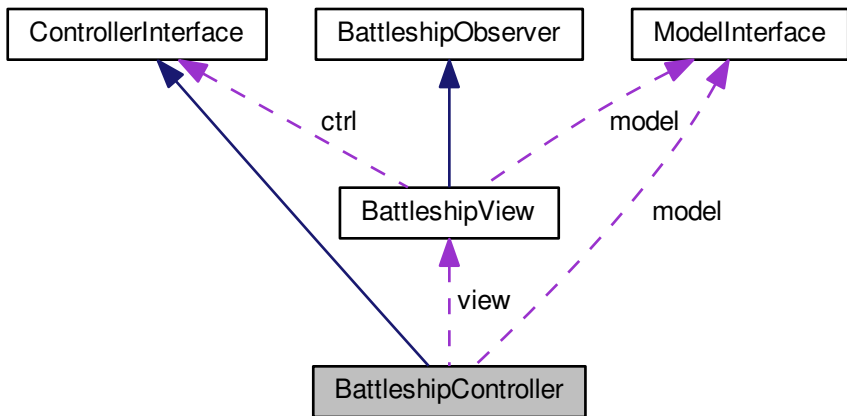 ControllerInterface
BattleshipObserver
ModelInterface
ctrl
model
BattleshipView
model
view
BattleshipController